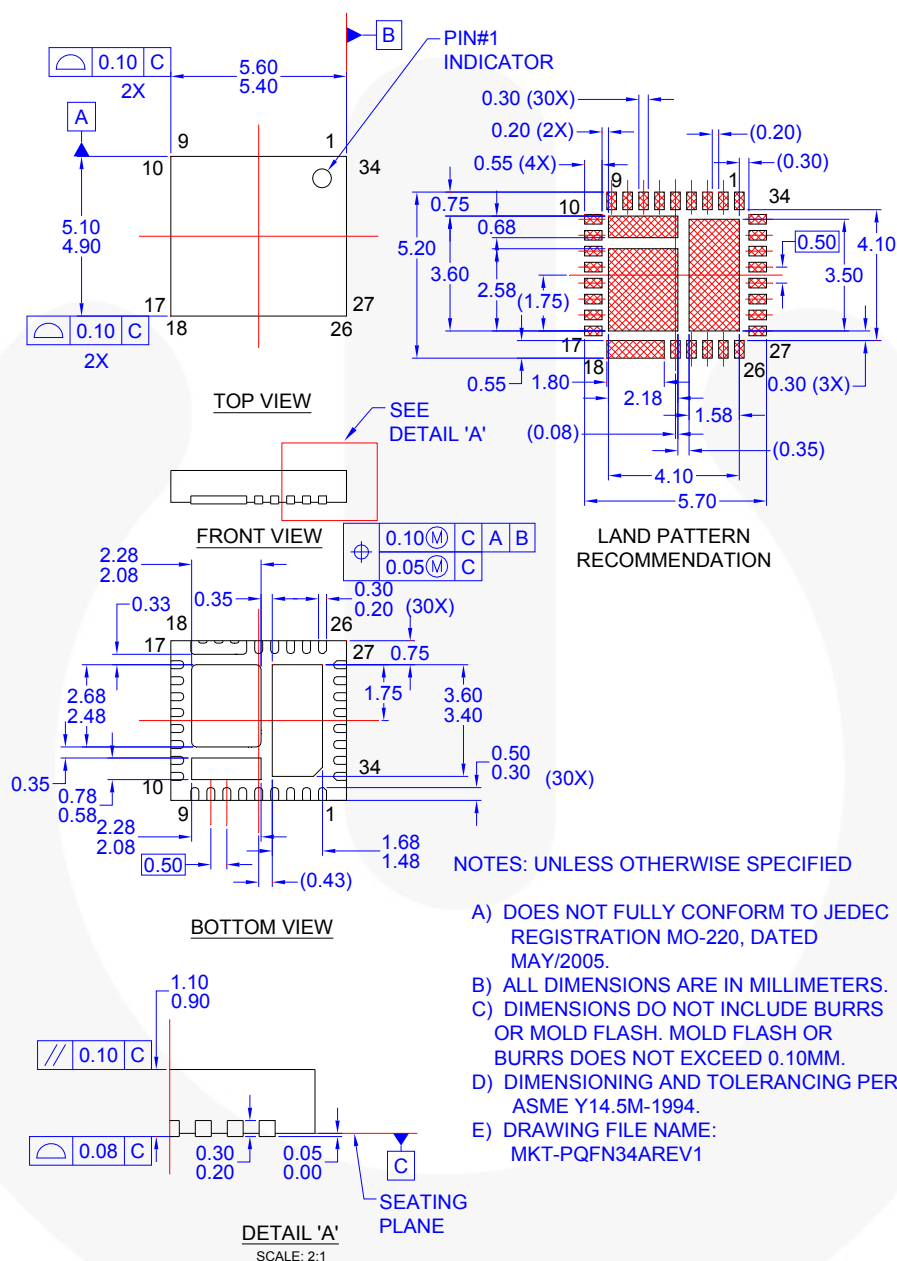 0.10 C
2X
5.60
5.40
B
PIN#1
INDICATOR
A
9
1
10
34
5.10
4.90
17
27
18
26
0.10 C
2X
TOP VIEW
0.30 (30X)
0.20 (2X)
(0.20)
0.55 (4X)
(0.30)
9
1
10
34
0.75
0.68
5.20
3.60
2.58
(1.75)
0.50
4.10
3.50
17
18
27
26
0.55
1.80
0.30 (3X)
2.18
1.58
(0.08)
(0.35)
4.10
5.70
LAND PATTERN
RECOMMENDATION
SEE
DETAIL 'A'
FRONT VIEW
0.10 Ⓜ C A B
0.05 Ⓜ C
2.28
2.08
0.35
0.30
0.20 (30X)
0.33
18
26
17
27
0.75
2.68
2.48
1.75
3.60
3.40
0.35
10
34
0.50
0.30 (30X)
0.78
0.58
9
1
2.28
2.08
1.68
1.48
0.50
(0.43)
BOTTOM VIEW
NOTES: UNLESS OTHERWISE SPECIFIED
A) DOES NOT FULLY CONFORM TO JEDEC
REGISTRATION MO-220, DATED
MAY/2005.
B) ALL DIMENSIONS ARE IN MILLIMETERS.
C) DIMENSIONS DO NOT INCLUDE BURRS
OR MOLD FLASH. MOLD FLASH OR
BURRS DOES NOT EXCEED 0.10MM.
D) DIMENSIONING AND TOLERANCING PER
ASME Y14.5M-1994.
E) DRAWING FILE NAME:
MKT-PQFN34AREV1
1.10
0.90
// 0.10 C
0.08 C
0.30
0.20
0.05
0.00
C
SEATING
PLANE
DETAIL 'A'
SCALE: 2:1